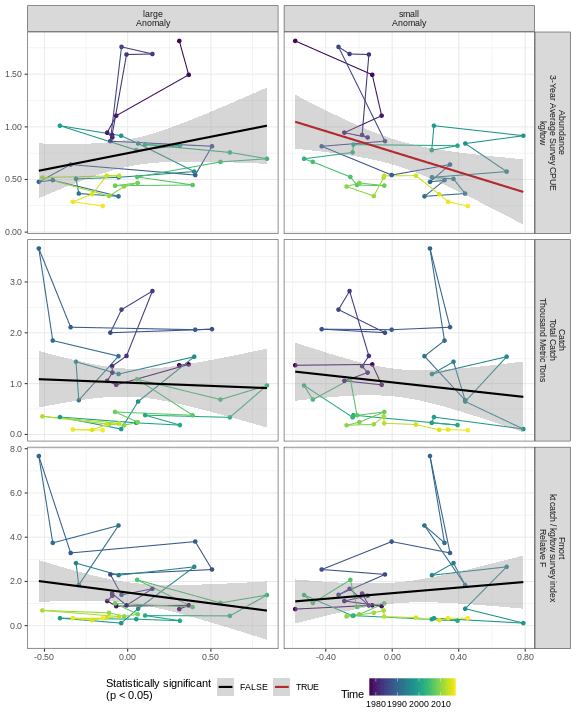 large
Anomaly
small
Anomaly
1.50
1.00
0.50
0.00
Abundance
3-Year Average Survey CPUE
kg/tow
3.0
2.0
1.0
0.0
Catch
Total Catch
Thousand Metric Tons
8.0
6.0
4.0
2.0
0.0
Fmort
kt catch / kg/tow survey index
Relative F
-0.50
0.00
0.50
-0.40
0.00
0.40
0.80
Statistically significant
(p < 0.05)
FALSE
TRUE
Time
1980 1990 2000 2010